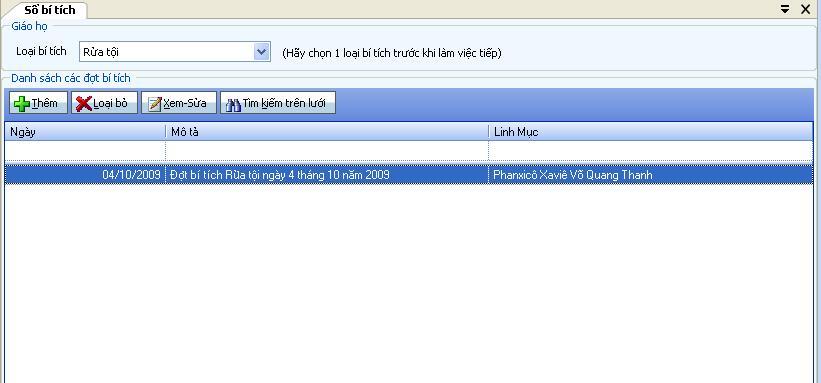 Sổ bí tích
Giáo họ
Loại bí tích Rửa tội (Hãy chọn 1 loại bí tích trước khi làm việc tiếp)
Danh sách các đợt bí tích
Thêm Loại bỏ Xem-Sửa Tìm kiếm trên lưới
Ngày Mô tả Linh Mục
04/10/2009 Đợt bí tích Rửa tội ngày 4 tháng 10 năm 2009 Phanxicô Xaviê Võ Quang Thanh